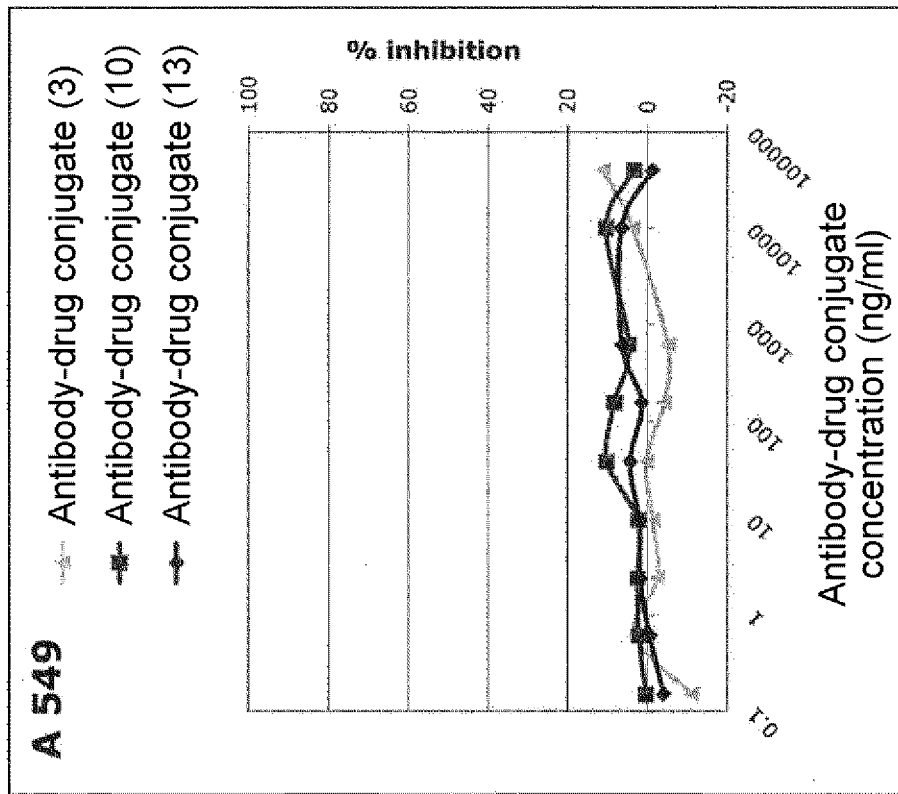 A 549
Antibody-drug conjugate (3)
Antibody-drug conjugate (10)
Antibody-drug conjugate (13)
% inhibition
100
80
60
40
20
0
-20
0.1
1
10
100
1000
10000
100000
Antibody-drug conjugate
concentration (ng/ml)